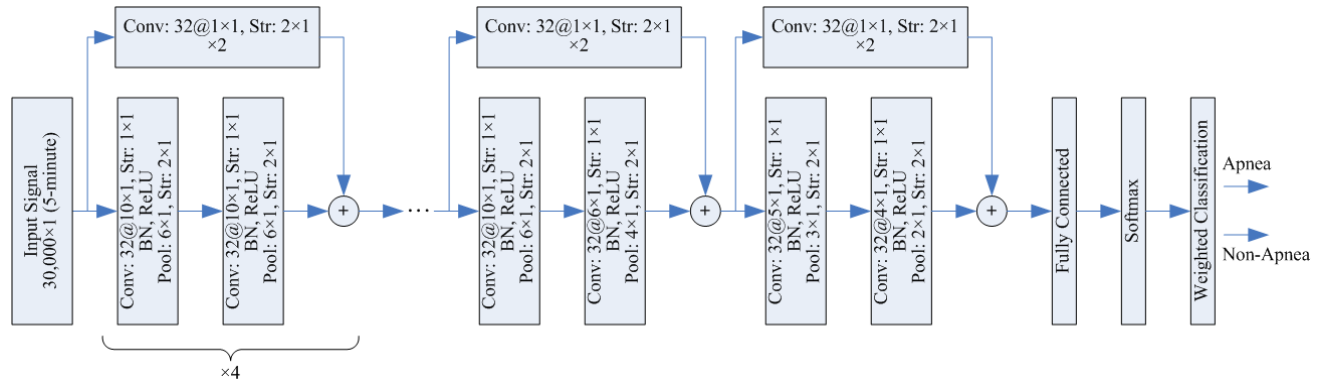 Conv: 32@1×1, Str: 2×1
×2
Conv: 32@1×1, Str: 2×1
×2
Conv: 32@1×1, Str: 2×1
×2
Input Signal
30,000×1 (5-minute)
Conv: 32@10×1, Str: 1×1
BN, ReLU
Pool: 6×1, Str: 2×1
Conv: 32@10×1, Str: 1×1
BN, ReLU
Pool: 6×1, Str: 2×1
+
...
Conv: 32@10×1, Str: 1×1
BN, ReLU
Pool: 6×1, Str: 2×1
Conv: 32@6×1, Str: 1×1
BN, ReLU
Pool: 4×1, Str: 2×1
+
Conv: 32@5×1, Str: 1×1
BN, ReLU
Pool: 3×1, Str: 2×1
Conv: 32@4×1, Str: 1×1
BN, ReLU
Pool: 2×1, Str: 2×1
+
Fully Connected
Softmax
Weighted Classification
Apnea
Non-Apnea
×4